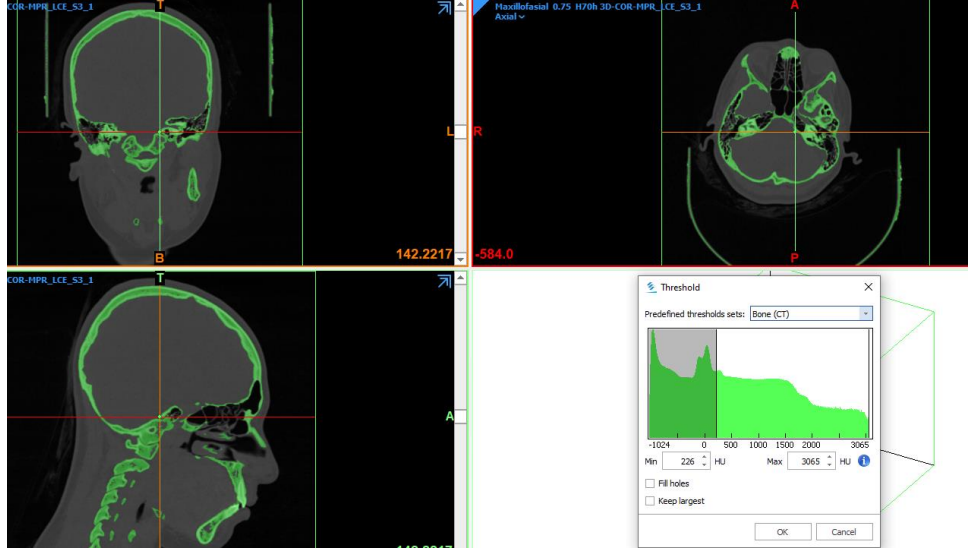 COR-MPR_LCE_S3_1
T
L
B
142.2217
Maxillofasial 0.75 H70h 3D-COR-MPR_LCE_S3_1
Axial
A
R
P
-584.0
COR-MPR_LCE_S3_1
T
A
Threshold
Predefined thresholds sets: Bone (CT)
-1024 0 500 1000 1500 2000 3065
Min 226 HU Max 3065 HU
Fill holes
Keep largest
OK Cancel